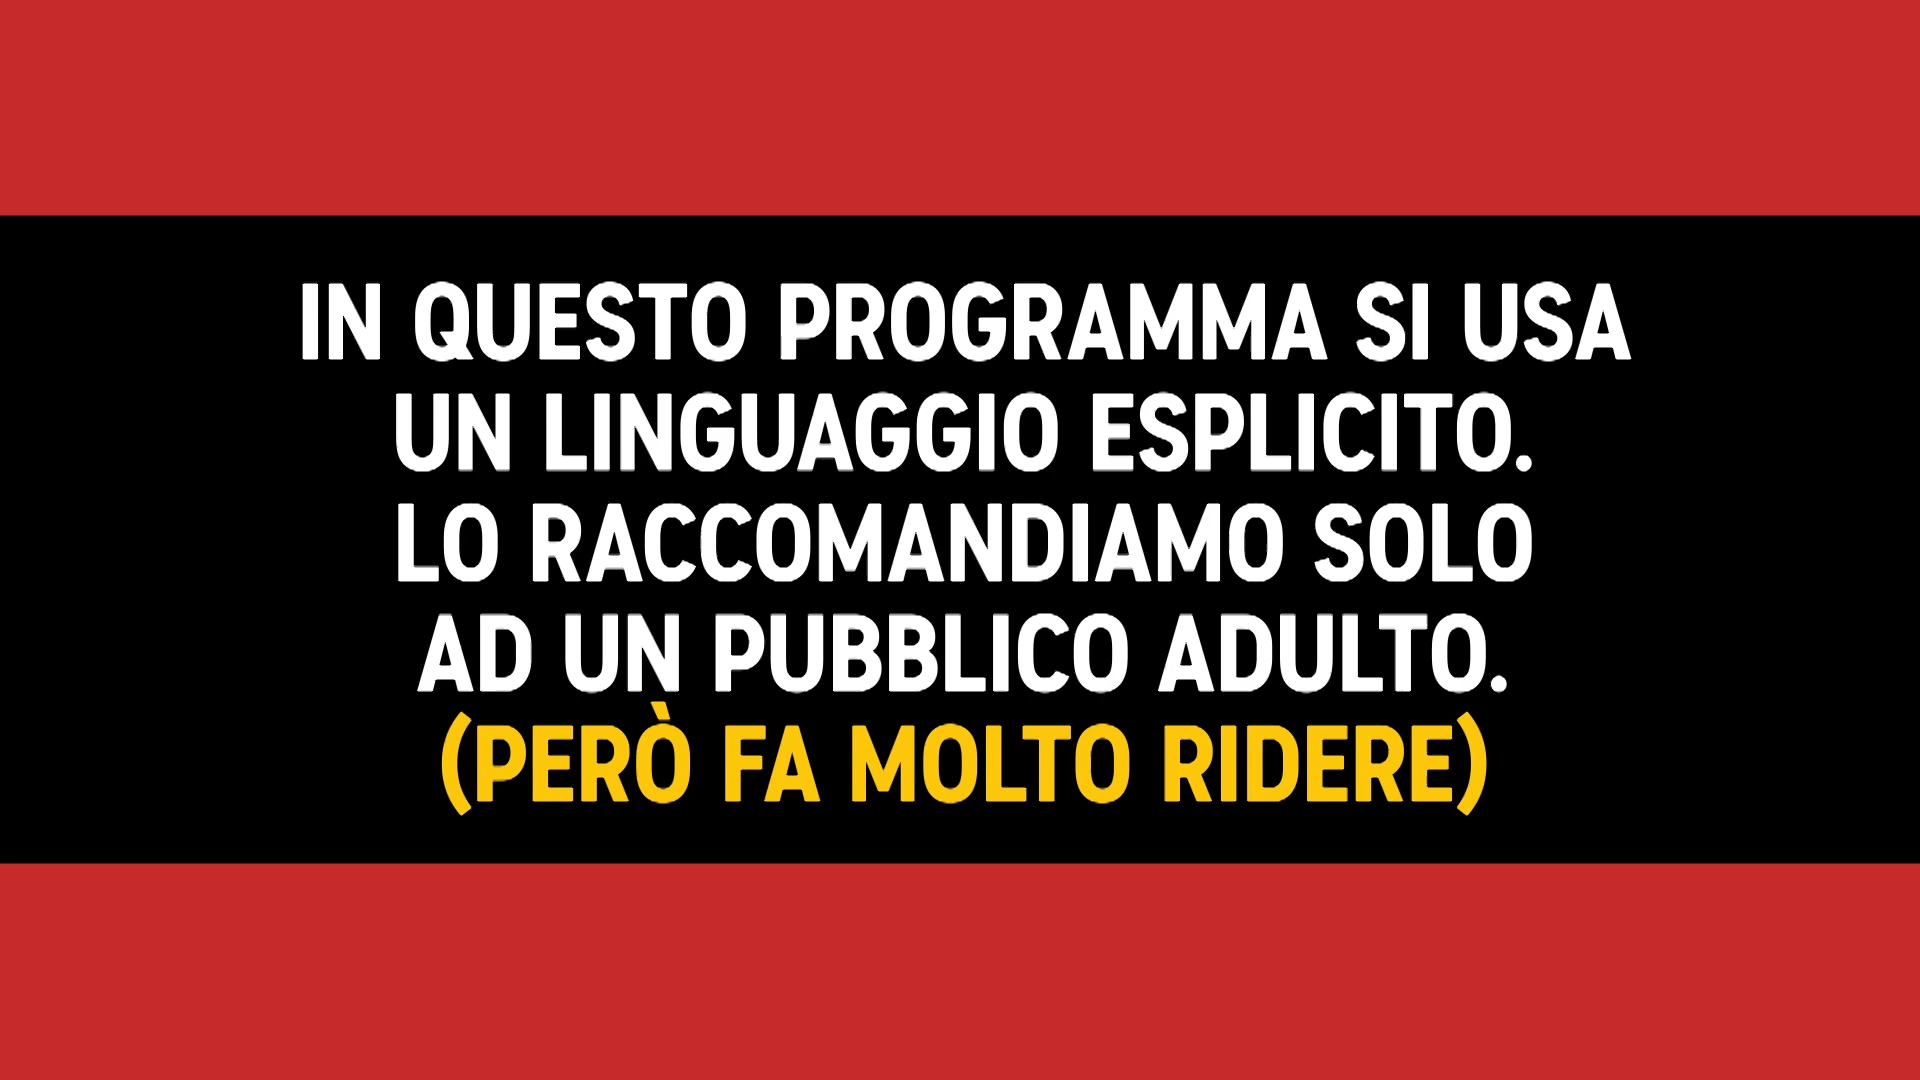 IN QUESTO PROGRAMMA SI USA
UN LINGUAGGIO ESPLICITO.
LO RACCOMANDIAMO SOLO
AD UN PUBBLICO ADULTO.
(PERÒ FA MOLTO RIDERE)